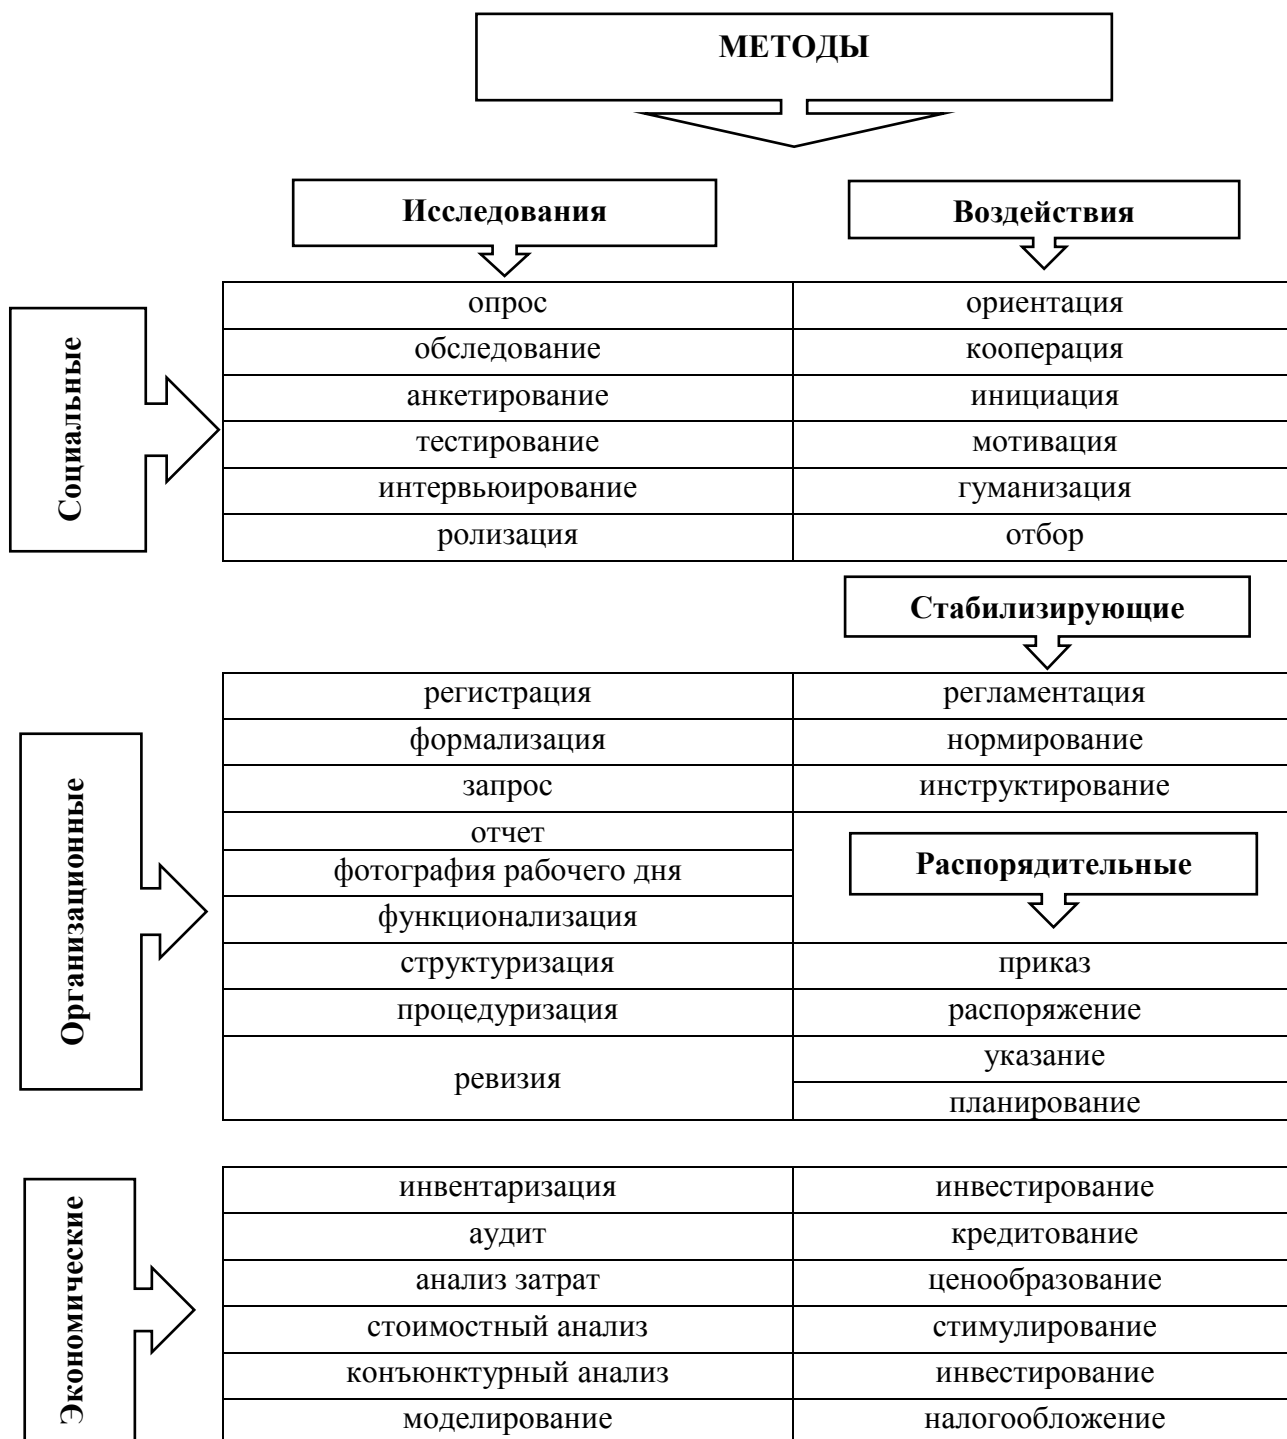 МЕТОДЫ
Исследования
Воздействия
Социальные
опрос
ориентация
обследование
кооперация
анкетирование
инициация
тестирование
мотивация
интервьюирование
гуманизация
ролизация
отбор
Стабилизирующие
Организационные
регистрация
регламентация
формализация
нормирование
запрос
инструктирование
отчет
фотография рабочего дня
Распорядительные
функционализация
структуризация
приказ
процедуризация
распоряжение
ревизия
указание
планирование
Экономические
инвентаризация
инвестирование
аудит
кредитование
анализ затрат
ценообразование
стоимостный анализ
стимулирование
конъюнктурный анализ
инвестирование
моделирование
налогообложение